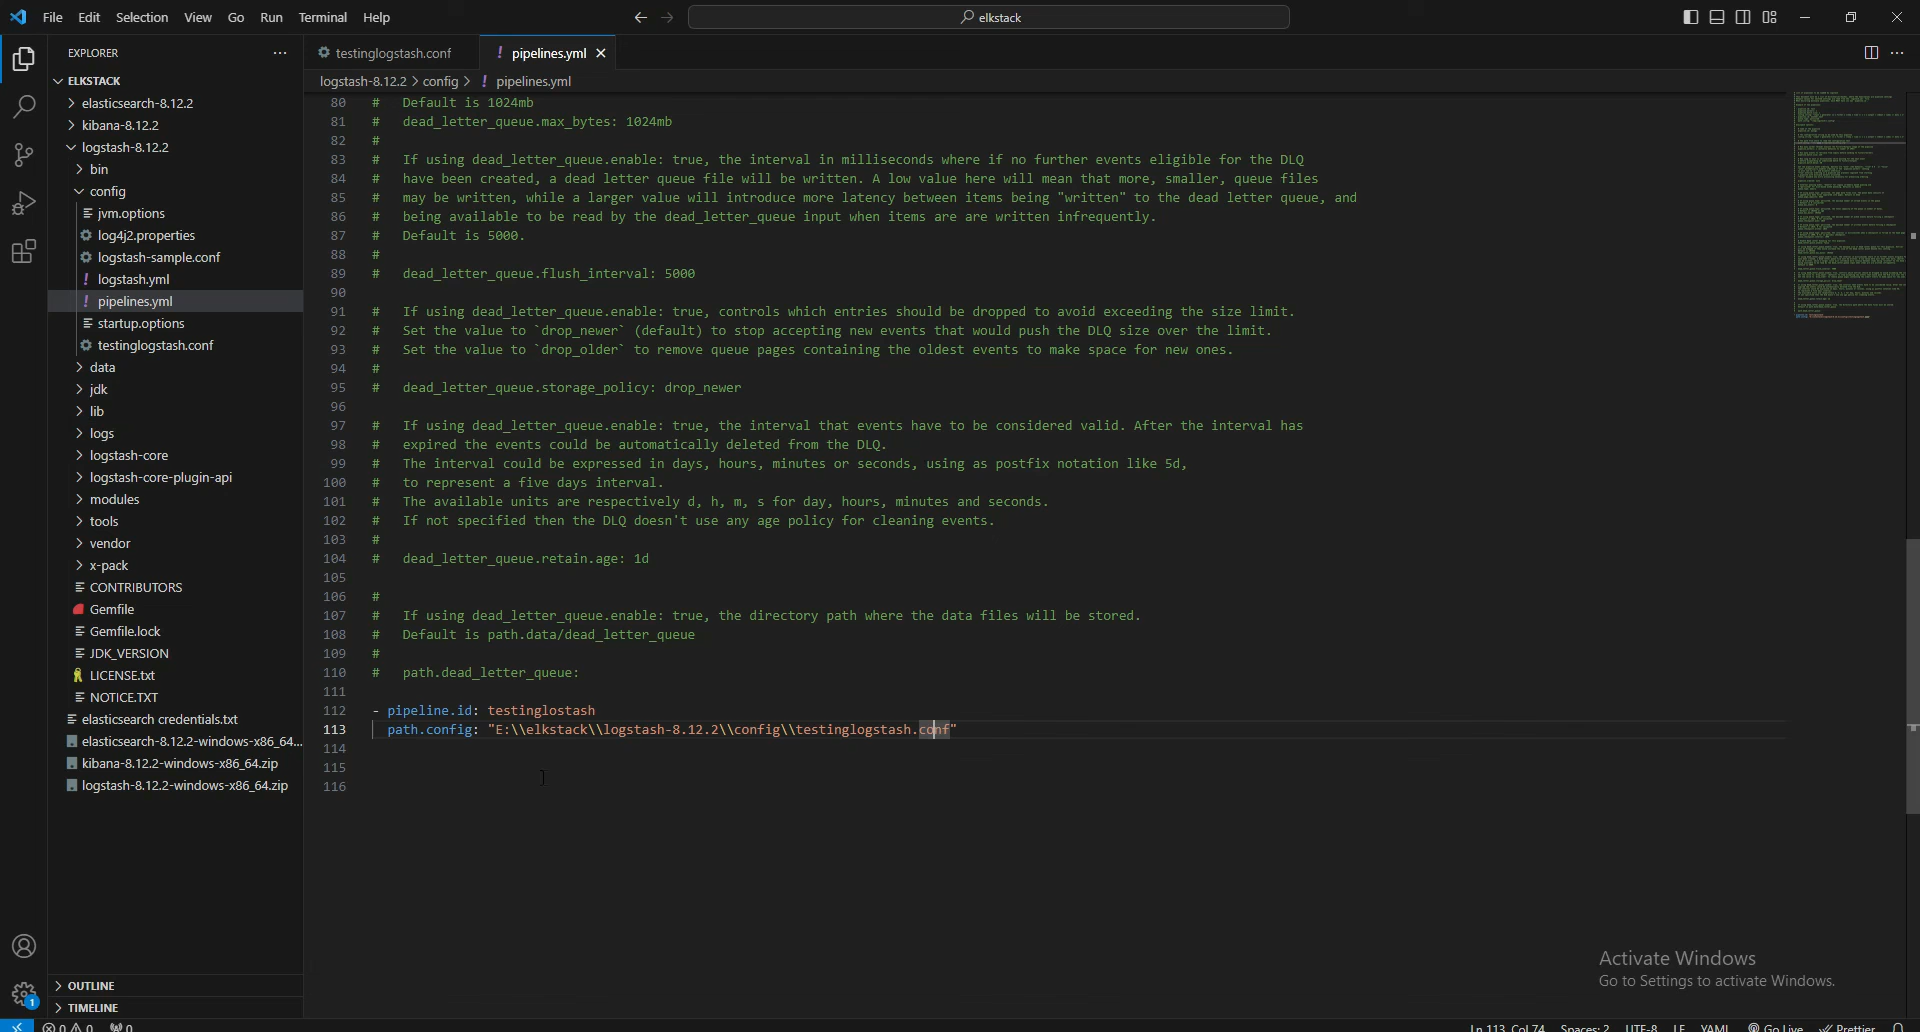 File Edit Selection View Go Run Terminal Help
elkstack
EXPLORER
testinglogstash.conf
pipelines.yml
logstash-8.12.2 > config > pipelines.yml
ELKSTACK
elasticsearch-8.12.2
kibana-8.12.2
logstash-8.12.2
bin
config
jvm.options
log4j2.properties
logstash-sample.conf
logstash.yml
pipelines.yml
startup.options
testinglogstash.conf
data
jdk
lib
logs
logstash-core
logstash-core-plugin-api
modules
tools
vendor
x-pack
CONTRIBUTORS
Gemfile
Gemfile.lock
JDK_VERSION
LICENSE.txt
NOTICE.TXT
elasticsearch credentials.txt
elasticsearch-8.12.2-windows-x86_64...
kibana-8.12.2-windows-x86_64.zip
logstash-8.12.2-windows-x86_64.zip
OUTLINE
TIMELINE
80 # Default is 1024mb
81 # dead_letter_queue.max_bytes: 1024mb
82 #
83 # If using dead_letter_queue.enable: true, the interval in milliseconds where if no further events eligible for the DLQ
84 # have been created, a dead letter queue file will be written. A low value here will mean that more, smaller, queue files
85 # may be written, while a larger value will introduce more latency between items being "written" to the dead letter queue, and
86 # being available to be read by the dead_letter_queue input when items are are written infrequently.
87 # Default is 5000.
88 #
89 # dead_letter_queue.flush_interval: 5000
90
91 # If using dead_letter_queue.enable: true, controls which entries should be dropped to avoid exceeding the size limit.
92 # Set the value to `drop_newer` (default) to stop accepting new events that would push the DLQ size over the limit.
93 # Set the value to `drop_older` to remove queue pages containing the oldest events to make space for new ones.
94 #
95 # dead_letter_queue.storage_policy: drop_newer
96
97 # If using dead_letter_queue.enable: true, the interval that events have to be considered valid. After the interval has
98 # expired the events could be automatically deleted from the DLQ.
99 # The interval could be expressed in days, hours, minutes or seconds, using as postfix notation like 5d,
100 # to represent a five days interval.
101 # The available units are respectively d, h, m, s for day, hours, minutes and seconds.
102 # If not specified then the DLQ doesn't use any age policy for cleaning events.
103 #
104 # dead_letter_queue.retain.age: 1d
105
106 #
107 # If using dead_letter_queue.enable: true, the directory path where the data files will be stored.
108 # Default is path.data/dead_letter_queue
109 #
110 # path.dead_letter_queue:
111
112 - pipeline.id: testinglostash
113 path.config: "E:\\elkstack\\logstash-8.12.2\\config\\testinglogstash.conf"
114
115
116
Activate Windows
Go to Settings to activate Windows.
1
0 0 0 Ln 113, Col 74 Spaces: 2 UTF-8 LF YAML Go Live Prettier